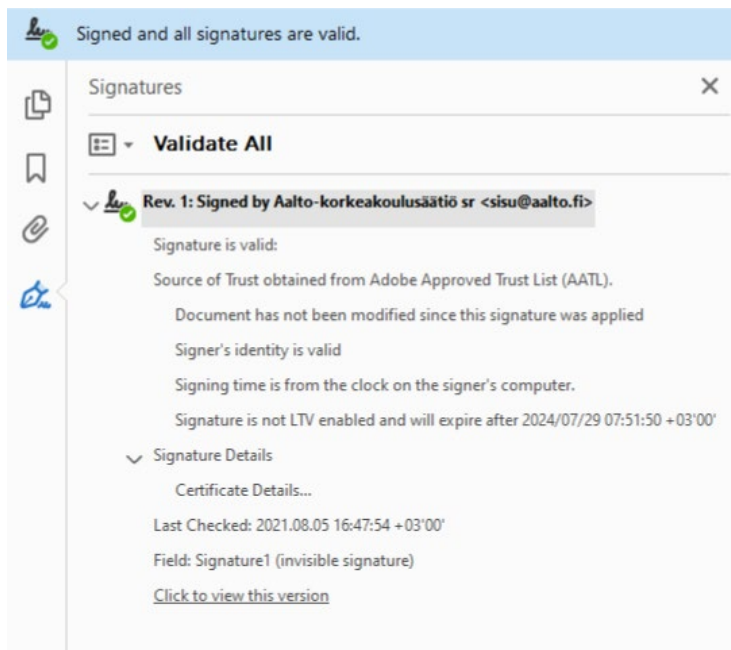 Signed and all signatures are valid.
Signatures
Validate All
Rev. 1: Signed by Aalto-korkeakoulusäätiö sr <sisu@aalto.fi>
Signature is valid:
Source of Trust obtained from Adobe Approved Trust List (AATL).
Document has not been modified since this signature was applied
Signer's identity is valid
Signing time is from the clock on the signer's computer.
Signature is not LTV enabled and will expire after 2024/07/29 07:51:50 +03'00'
Signature Details
Certificate Details...
Last Checked: 2021.08.05 16:47:54 +03'00'
Field: Signature1 (invisible signature)
Click to view this version